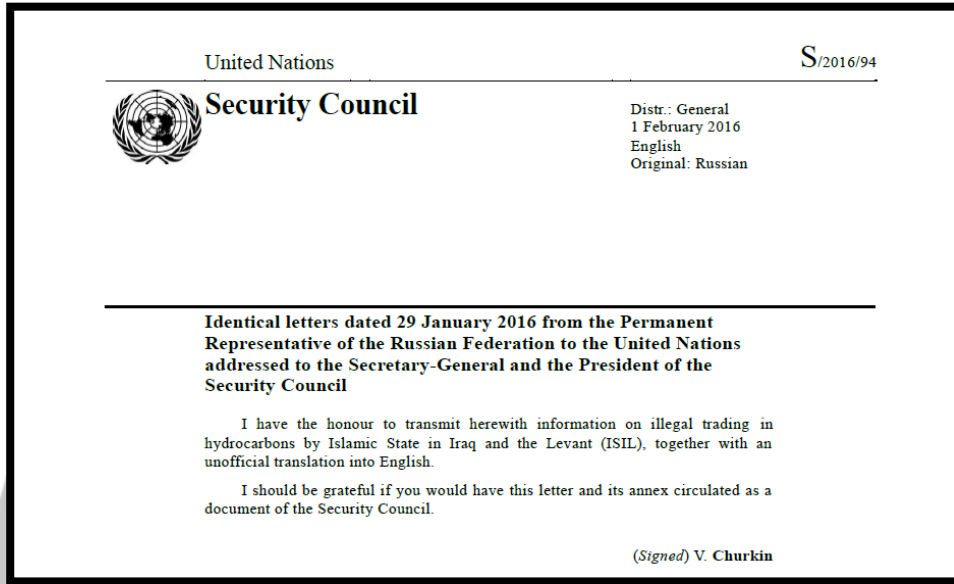 United Nations
S/2016/94
Security Council
Distr.: General
1 February 2016
English
Original: Russian
Identical letters dated 29 January 2016 from the Permanent
Representative of the Russian Federation to the United Nations
addressed to the Secretary-General and the President of the
Security Council
I have the honour to transmit herewith information on illegal trading in
hydrocarbons by Islamic State in Iraq and the Levant (ISIL), together with an
unofficial translation into English.
I should be grateful if you would have this letter and its annex circulated as a
document of the Security Council.
(Signed) V. Churkin